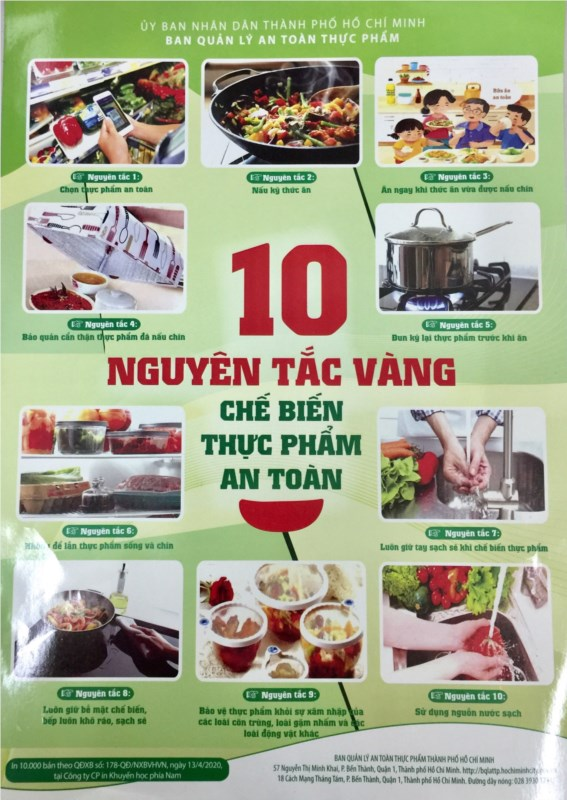 ỦY BAN NHÂN DÂN THÀNH PHỐ HỒ CHÍ MINH
BAN QUẢN LÝ AN TOÀN THỰC PHẨM
Bữa ăn
an toàn
Nguyên tắc 1:
Chọn thực phẩm an toàn
Nguyên tắc 2:
Nấu kỹ thức ăn
Nguyên tắc 3:
Ăn ngay khi thức ăn vừa được nấu chín
Nguyên tắc 4:
Bảo quản cẩn thận thực phẩm đã nấu chín
Nguyên tắc 5:
Đun kỹ lại thực phẩm trước khi ăn
10
NGUYÊN TẮC VÀNG
CHẾ BIẾN
THỰC PHẨM
AN TOÀN
Nguyên tắc 6:
Không để lẫn thực phẩm sống và chín
Nguyên tắc 7:
Luôn giữ tay sạch sẽ khi chế biến thực phẩm
Nguyên tắc 8:
Luôn giữ bề mặt chế biến,
bếp luôn khô ráo, sạch sẽ
Nguyên tắc 9:
Bảo vệ thực phẩm khỏi sự xâm nhập của
các loài côn trùng, loài gặm nhấm và các
loài động vật khác
Nguyên tắc 10:
Sử dụng nguồn nước sạch
In 10.000 bản theo QĐXB số: 178-QĐ/NXBVHVN, ngày 13/4/2020,
tại Công ty CP in Khuyến học phía Nam
BAN QUẢN LÝ AN TOÀN THỰC PHẨM THÀNH PHỐ HỒ CHÍ MINH
57 Nguyễn Thị Minh Khai, P. Bến Thành, Quận 1, Thành phố Hồ Chí Minh. http://bqlattp.hochiminhcity.gov.vn
18 Cách Mạng Tháng Tám, P. Bến Thành, Quận 1, Thành phố Hồ Chí Minh. Đường dây nóng: 028 3930